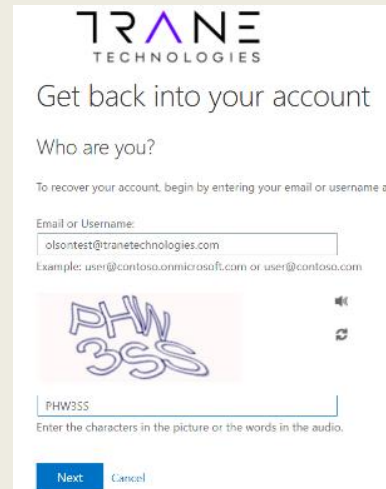 TRANE
TECHNOLOGIES
Get back into your account
Who are you?
To recover your account, begin by entering your email or username a
Email or Username:
olsontest@tranetechnologies.com
Example: user@contoso.onmicrosoft.com or user@contoso.com
PHW
3SS
PHW3SS
Enter the characters in the picture or the words in the audio.
Next Cancel